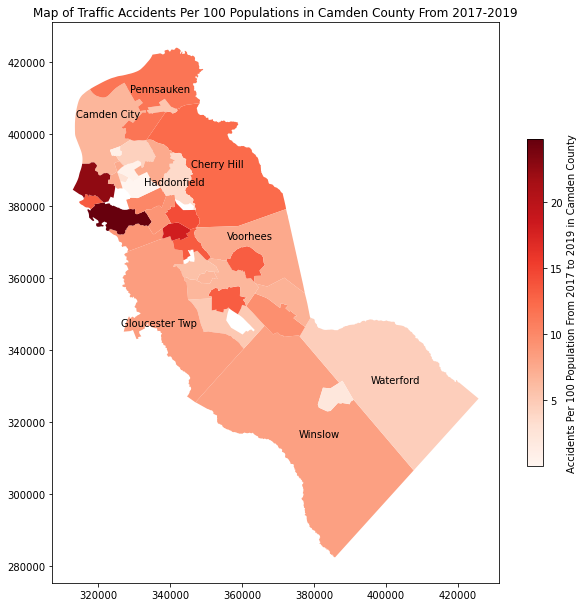 Map of Traffic Accidents Per 100 Populations in Camden County From 2017-2019
420000
400000
380000
360000
340000
320000
300000
280000
Pennsauken
Camden City
Cherry Hill
Haddonfield
Voorhees
Gloucester Twp
Waterford
Winslow
320000 340000 360000 380000 400000 420000
20
15
10
5
Accidents Per 100 Population From 2017 to 2019 in Camden County